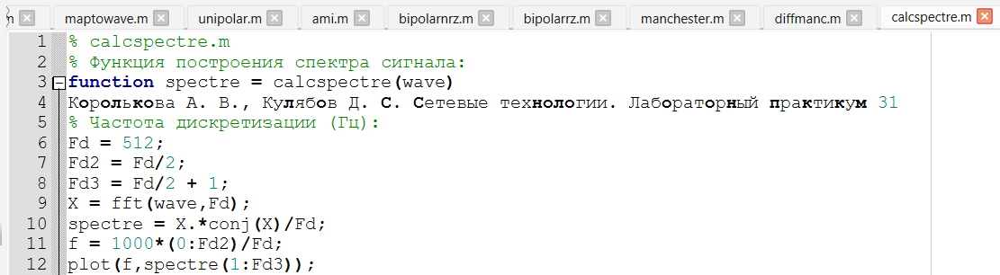 m maptowave.m unipolar.m ami.m bipolarnrz.m bipolarrz.m manchester.m diffmanc.m calcspectre.m
1 % calcspectre.m
2 % Функция построения спектра сигнала:
3 function spectre = calcspectre(wave)
4 Королькова А. В., Кулябов Д. С. Сетевые технологии. Лабораторный практикум 31
5 % Частота дискретизации (Гц):
6 Fd = 512;
7 Fd2 = Fd/2;
8 Fd3 = Fd/2 + 1;
9 X = fft(wave,Fd);
10 spectre = X.*conj(X)/Fd;
11 f = 1000*(0:Fd2)/Fd;
12 plot(f,spectre(1:Fd3));